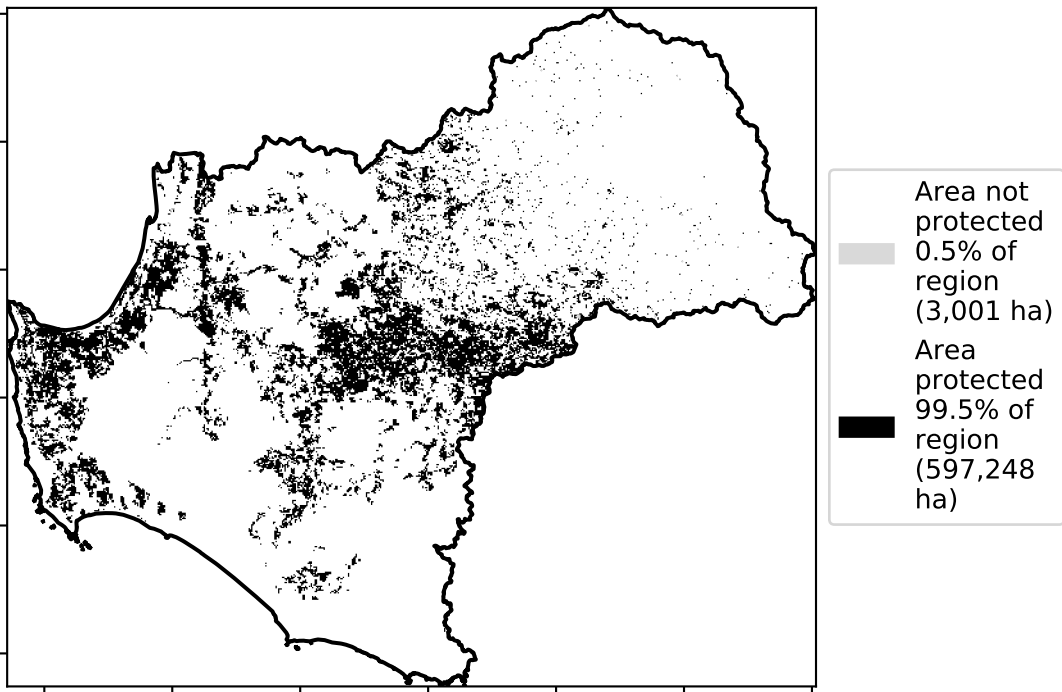 Area not
protected
0.5% of
region
(3,001 ha)
Area
protected
99.5% of
region
(597,248
ha)